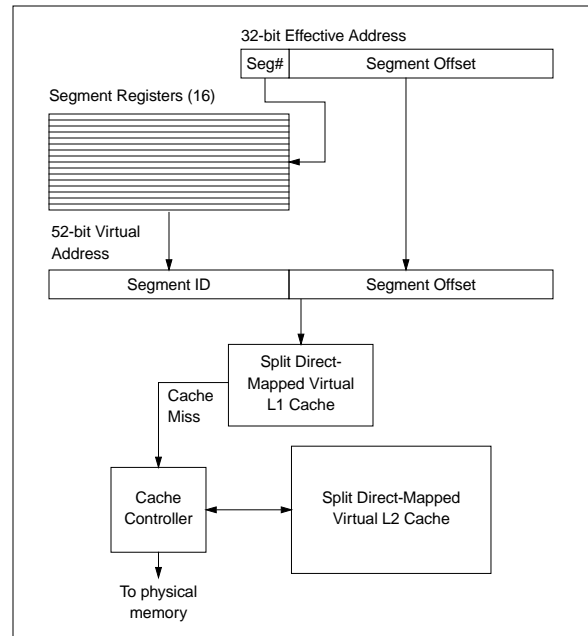 32-bit Effective Address
Seg#
Segment Offset
Segment Registers (16)
52-bit Virtual
Address
Segment ID
Segment Offset
Split Direct-
Mapped Virtual
L1 Cache
Cache
Miss
Cache
Controller
Split Direct-Mapped
Virtual L2 Cache
To physical
memory